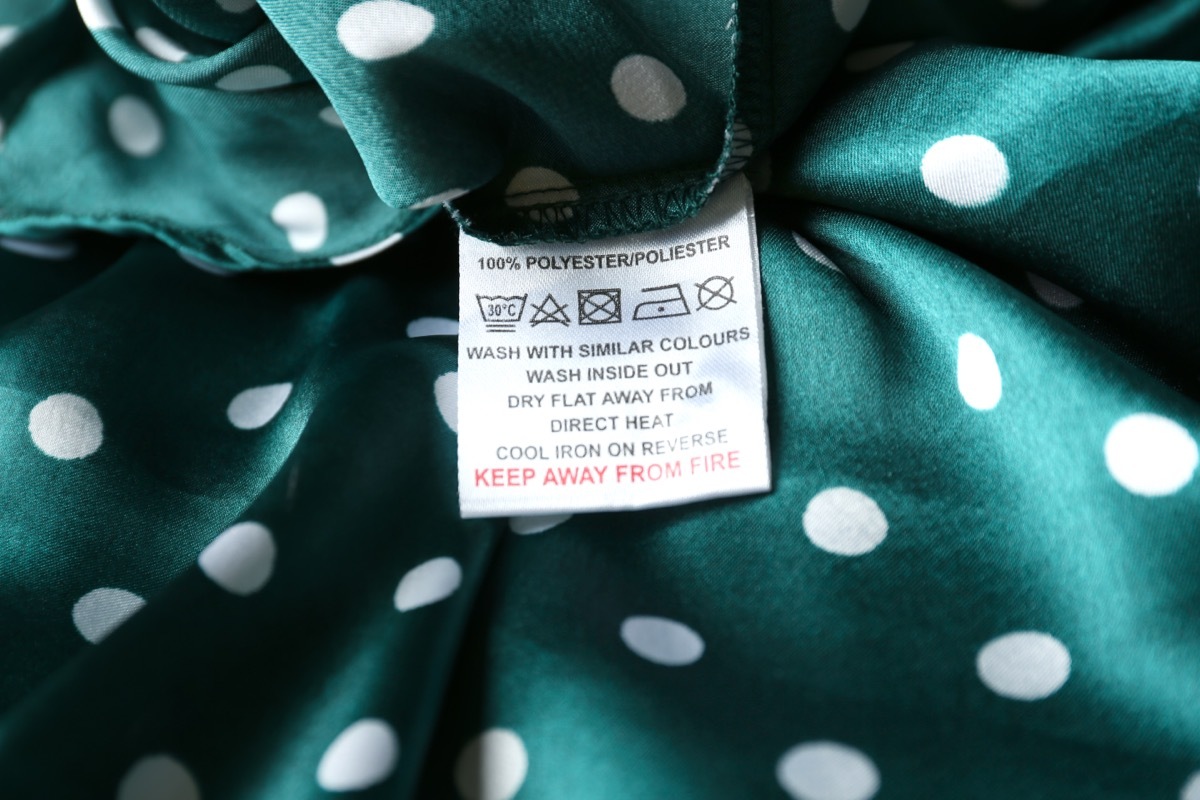 100% POLYESTER/POLIESTER
30°C
WASH WITH SIMILAR COLOURS
WASH INSIDE OUT
DRY FLAT AWAY FROM
DIRECT HEAT
COOL IRON ON REVERSE
KEEP AWAY FROM FIRE